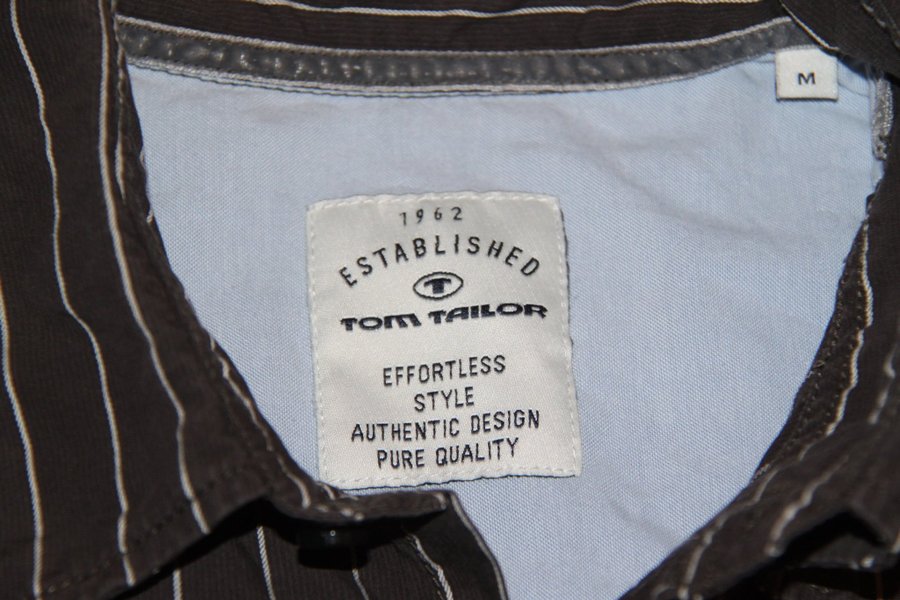 M
1962
ESTABLISHED
T
TOM TAILOR
EFFORTLESS
STYLE
AUTHENTIC DESIGN
PURE QUALITY